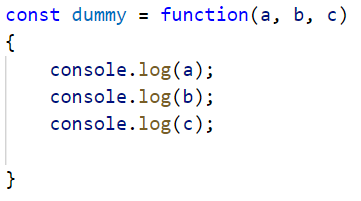 const dummy = function(a, b, c)
{
    console.log(a);
    console.log(b);
    console.log(c);
}